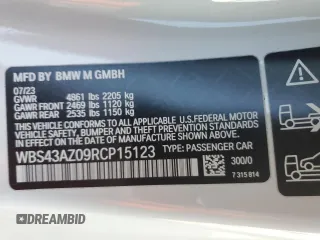 MFD BY BMW M GMBH
07/23
GVWR 4861 lbs 2205 kg
GAWR FRONT 2469 lbs 1120 kg
GAWR REAR 2535 lbs 1150 kg
THIS VEHICLE CONFORMS TO ALL APPLICABLE U.S. FEDERAL MOTOR
VEHICLE SAFETY, BUMPER, AND THEFT PREVENTION
STANDARDS IN EFFECT ON THE DATE OF
MANUFACTURE SHOWN ABOVE.
WBS43AZ09RCP15123 TYPE: PASSENGER CAR
300/0
7 315 814
DREAMBID
DREAMBID.COM